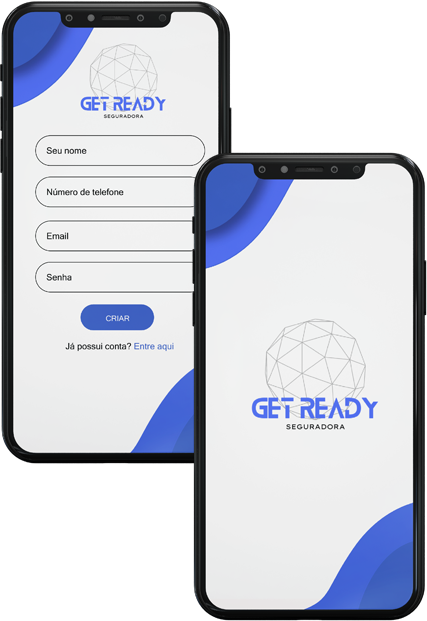 GET READY
SEGURADORA
Seu nome
Número de telefone
Email
Senha
CRIAR
Já possui conta? Entre aqui
GET READY
SEGURADORA